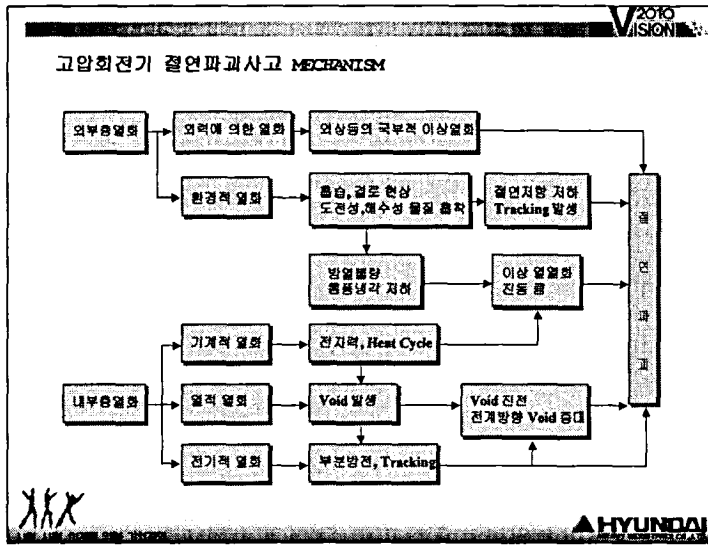 2010
VISION
고압회전기 절연파괴사고 MECHANISM
외부층열화
외력에 의한 열화
외상등의 국부적 이상열화
환경적 열화
흡습,결로 현상
도전성,해수성 물질 흡착
절연저항 저하
Tracking 발생
절연파괴
방열불량
통풍냉각 저하
이상 열열화
진동 품
기계적 열화
전자력, Heat Cycle
내부층열화
열적 열화
Void 발생
Void 진전
전계방향 Void 증대
전기적 열화
부분방전, Tracking
HYUNDAI